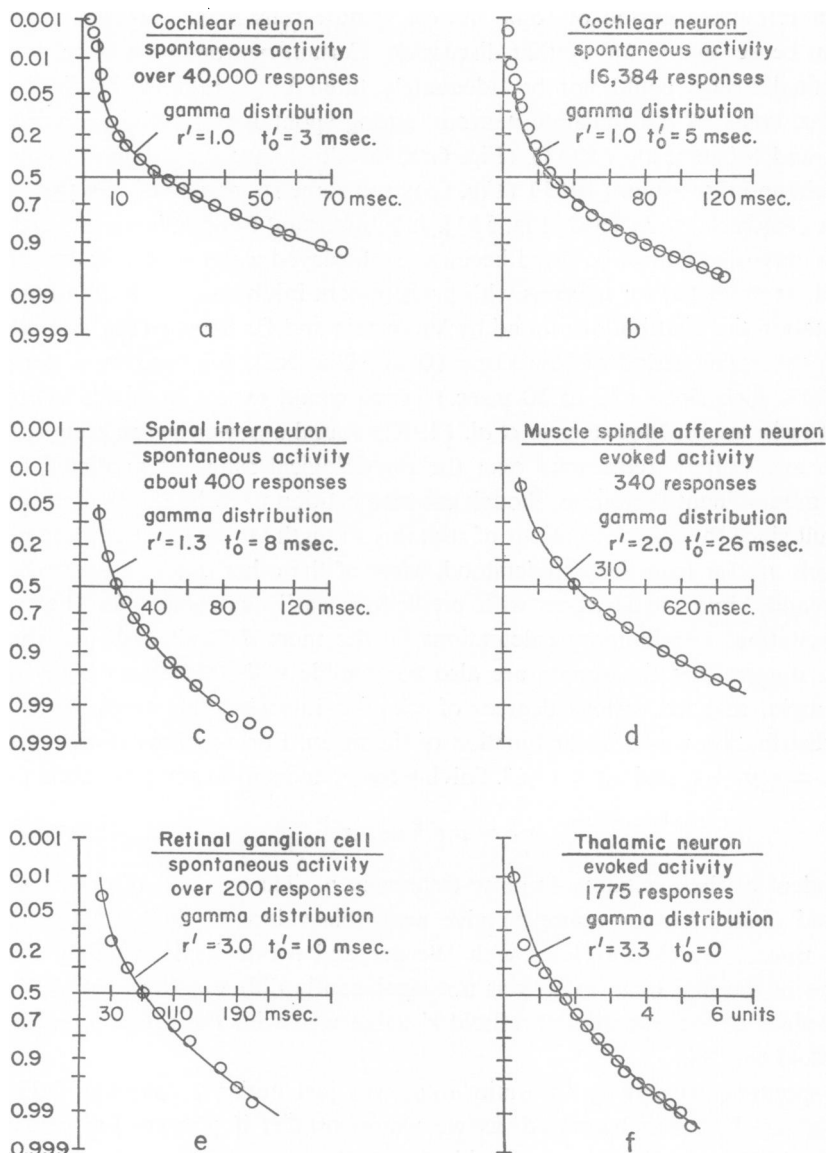 Cochlear neuron
spontaneous activity
over 40,000 responses
gamma distribution
r' = 1.0 t'₀ = 3 msec.
0.001
0.01
0.05
0.2
0.5
0.7
0.9
0.99
0.999
10
50
70 msec.
a
Cochlear neuron
spontaneous activity
16,384 responses
gamma distribution
r' = 1.0 t'₀ = 5 msec.
40
80
120 msec.
b
Spinal interneuron
spontaneous activity
about 400 responses
gamma distribution
r' = 1.3 t'₀ = 8 msec.
0.001
0.01
0.05
0.2
0.5
0.7
0.9
0.99
0.999
40
80
120 msec.
c
Muscle spindle afferent neuron
evoked activity
340 responses
gamma distribution
r' = 2.0 t'₀ = 26 msec.
310
620 msec.
d
Retinal ganglion cell
spontaneous activity
over 200 responses
gamma distribution
r' = 3.0 t'₀ = 10 msec.
0.001
0.01
0.05
0.2
0.5
0.7
0.9
0.99
0.999
30
110
190 msec.
e
Thalamic neuron
evoked activity
1775 responses
gamma distribution
r' = 3.3 t'₀ = 0
4
6 units
f